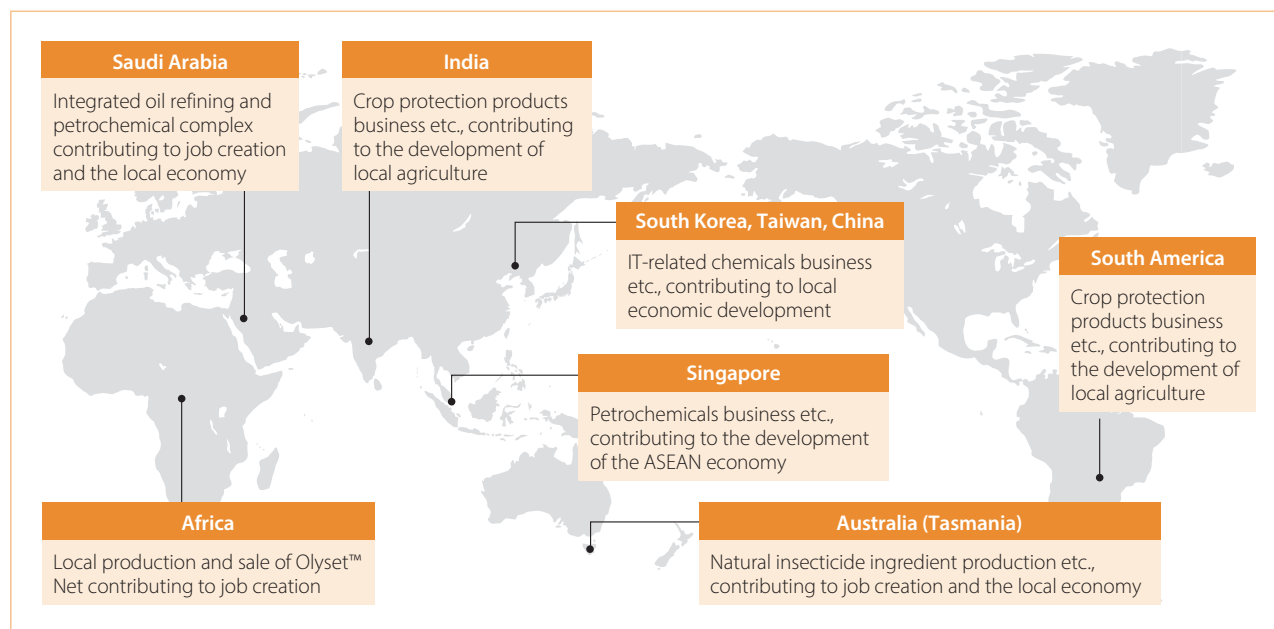 Saudi Arabia
Integrated oil refining and
petrochemical complex
contributing to job creation
and the local economy
India
Crop protection products
business etc., contributing
to the development of
local agriculture
South Korea, Taiwan, China
IT-related chemicals business
etc., contributing to local
economic development
South America
Crop protection
products business
etc., contributing to
the development of
local agriculture
Singapore
Petrochemicals business etc.,
contributing to the development
of the ASEAN economy
Africa
Local production and sale of Olyset™
Net contributing to job creation
Australia (Tasmania)
Natural insecticide ingredient production etc.,
contributing to job creation and the local economy